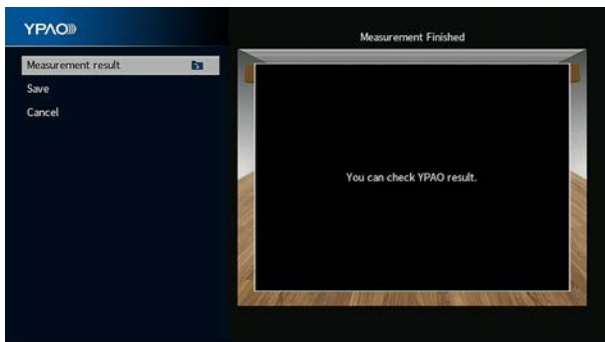 YPAO
Measurement Finished
Measurement result
Save
Cancel
You can check YPAO result.